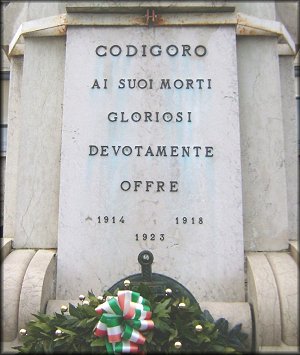 CODIGORO
AI SUOI MORTI
GLORIOSI
DEVOTAMENTE
OFFRE
1914 1918
1923